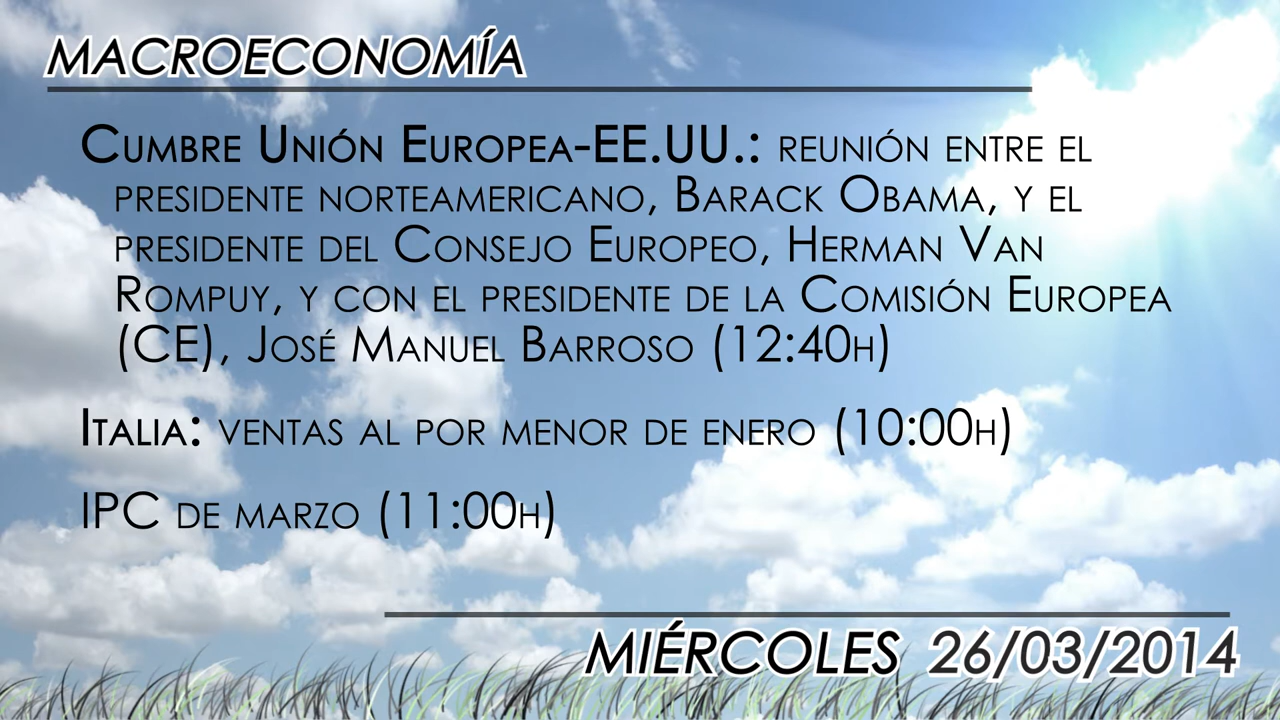 MACROECONOMÍA
Cumbre Unión Europea-EE.UU.: reunión entre el
presidente norteamericano, Barack Obama, y el
presidente del Consejo Europeo, Herman Van
Rompuy, y con el presidente de la Comisión Europea
(CE), José Manuel Barroso (12:40h)
Italia: ventas al por menor de enero (10:00h)
IPC de marzo (11:00h)
MIÉRCOLES 26/03/2014